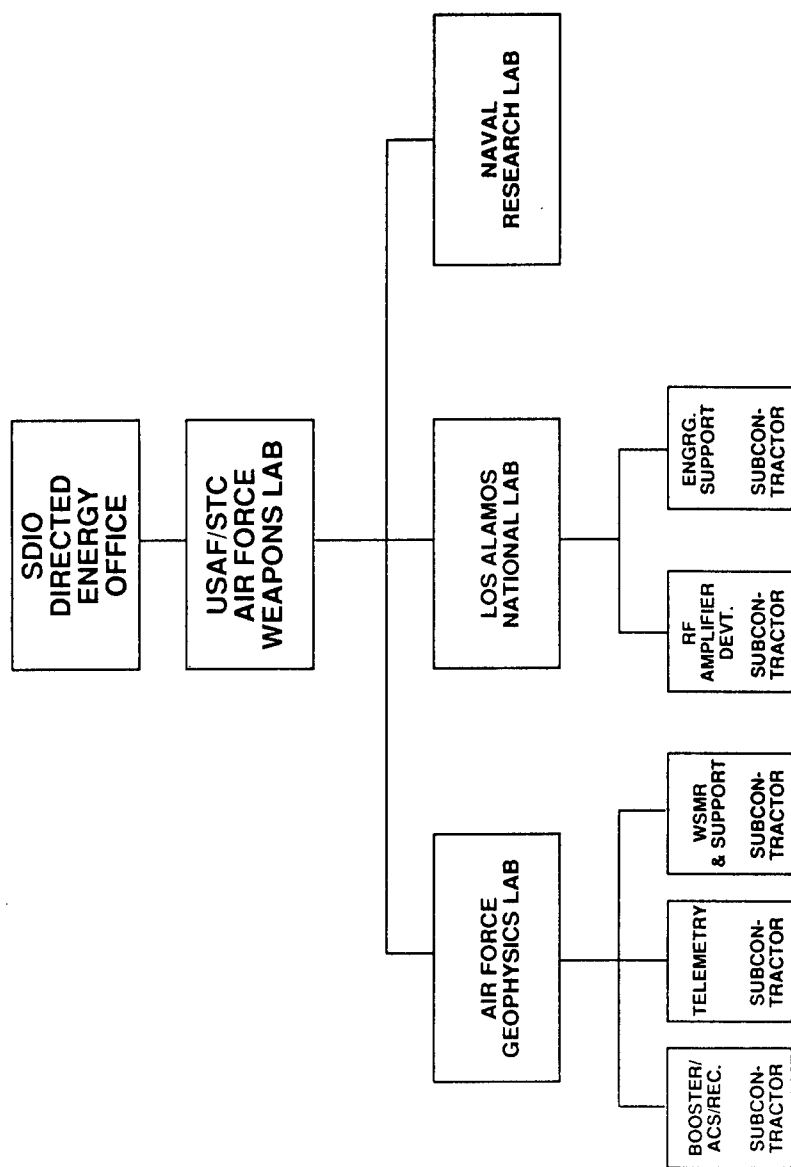 SDIO
DIRECTED
ENERGY
OFFICE
USAF/STC
AIR FORCE
WEAPONS LAB
AIR FORCE
GEOPHYSICS LAB
LOS ALAMOS
NATIONAL LAB
NAVAL
RESEARCH LAB
BOOSTER/
ACS/REC.
SUBCON-
TRACTOR
TELEMETRY
SUBCON-
TRACTOR
WSMR
& SUPPORT
SUBCON-
TRACTOR
RF
AMPLIFIER
DEVT.
SUBCON-
TRACTOR
ENGRG.
SUPPORT
SUBCON-
TRACTOR